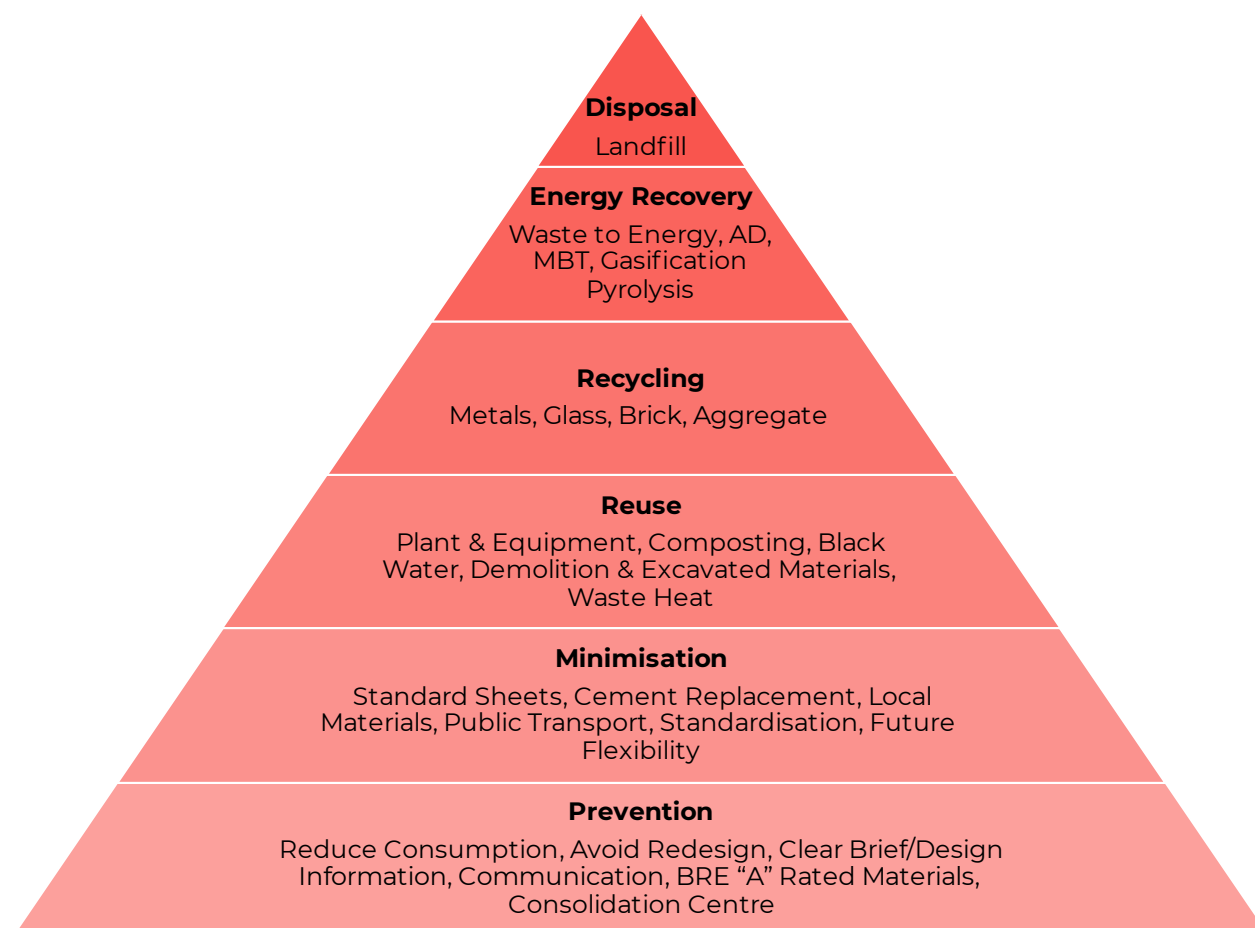 Disposal
Landfill
Energy Recovery
Waste to Energy, AD,
MBT, Gasification
Pyrolysis
Recycling
Metals, Glass, Brick, Aggregate
Reuse
Plant & Equipment, Composting, Black
Water, Demolition & Excavated Materials,
Waste Heat
Minimisation
Standard Sheets, Cement Replacement, Local
Materials, Public Transport, Standardisation, Future
Flexibility
Prevention
Reduce Consumption, Avoid Redesign, Clear Brief/Design
Information, Communication, BRE “A” Rated Materials,
Consolidation Centre